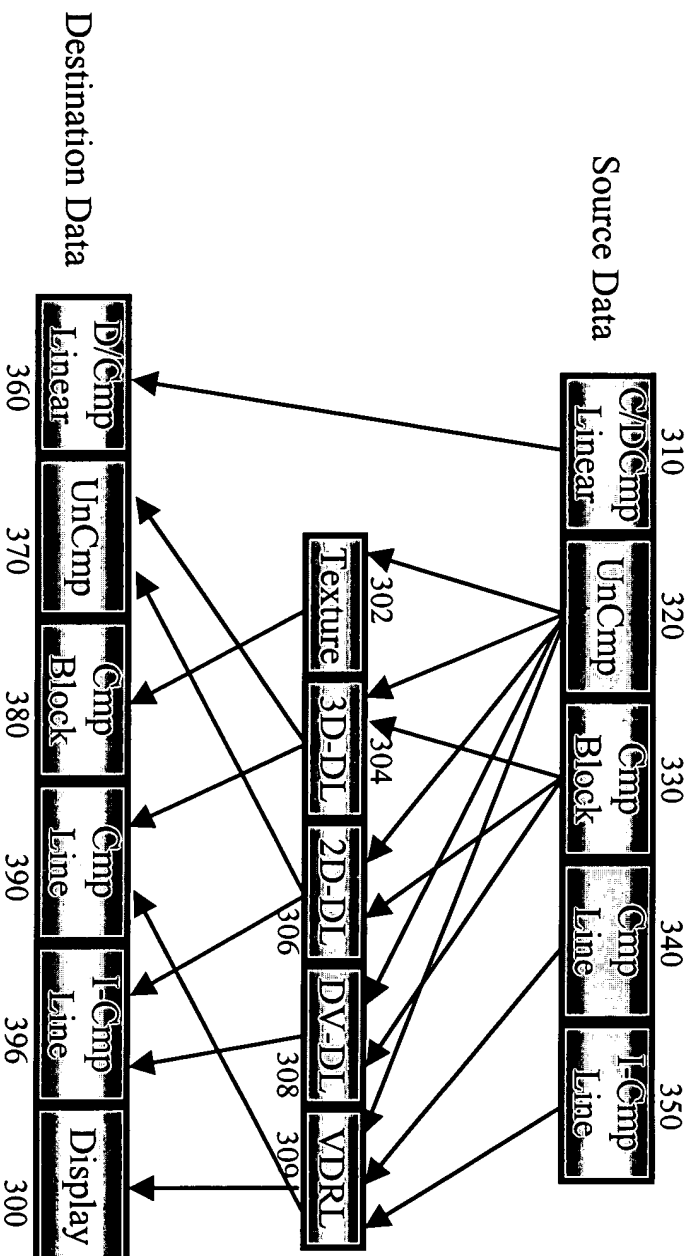 310
320
330
340
350
Source Data
C/DCmp
Linear
UnCmp
Cmp
Block
Cmp
Line
I-Cmp
Line
302
304
Texture
3D-DL
2D-DL
DV-DL
VDRL
306
308
309
Destination Data
D/Cmp
Linear
UnCmp
Cmp
Block
Cmp
Line
I-Cmp
Line
Display
360
370
380
390
396
300